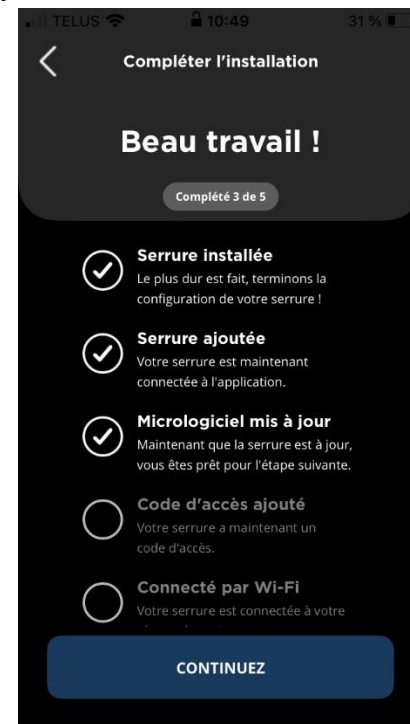 TELUS 10:49 31 %
Compléter l'installation
Beau travail !
Complété 3 de 5
Serrure installée
Le plus dur est fait, terminons la
configuration de votre serrure !
Serrure ajoutée
Votre serrure est maintenant
connectée à l'application.
Micrologiciel mis à jour
Maintenant que la serrure est à jour,
vous êtes prêt pour l'étape suivante.
Code d'accès ajouté
Votre serrure a maintenant un
code d'accès.
Connecté par Wi-Fi
Votre serrure est connectée à votre
CONTINUEZ